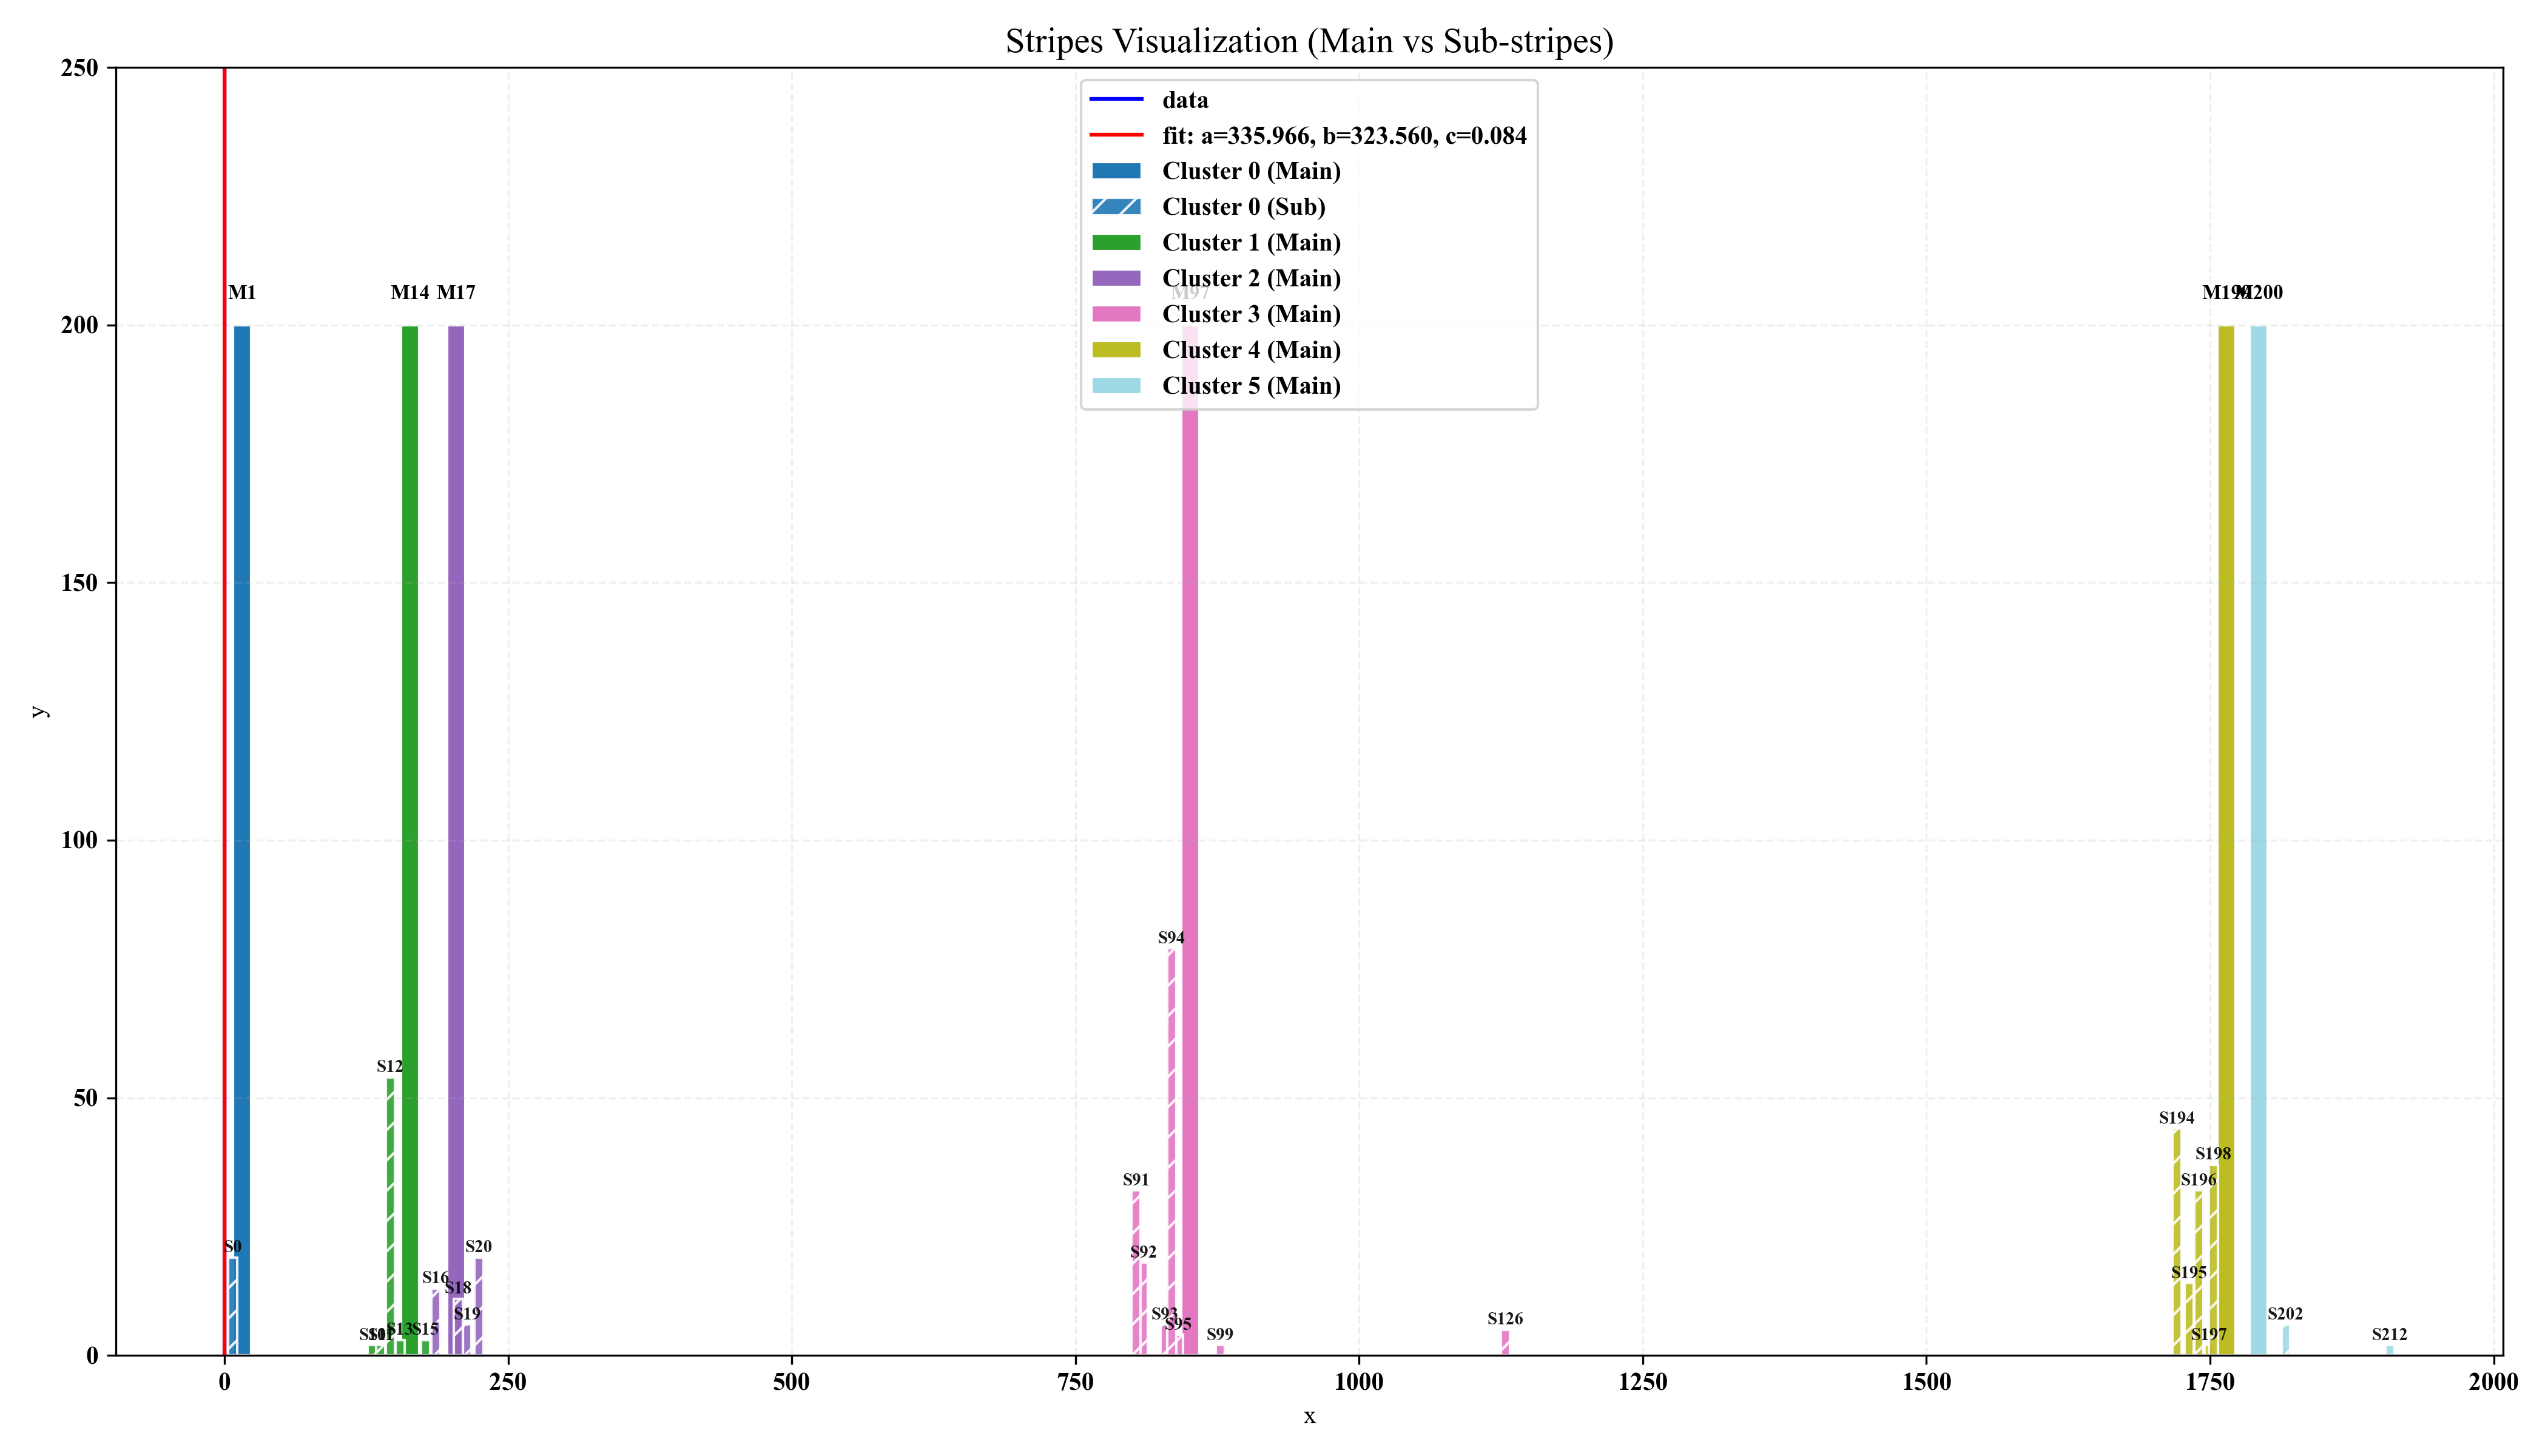 Stripes Visualization (Main vs Sub-stripes)
250
200
150
100
50
0
y
data
fit: a=335.966, b=323.560, c=0.084
Cluster 0 (Main)
Cluster 0 (Sub)
Cluster 1 (Main)
Cluster 2 (Main)
Cluster 3 (Main)
Cluster 4 (Main)
Cluster 5 (Main)
M1
M14
M17
M97
M199
M200
S0
S10
S11
S12
S13
S15
S16
S18
S19
S20
S91
S92
S93
S94
S95
S99
S126
S194
S195
S196
S197
S198
S202
S212
0
250
500
750
1000
1250
1500
1750
2000
x